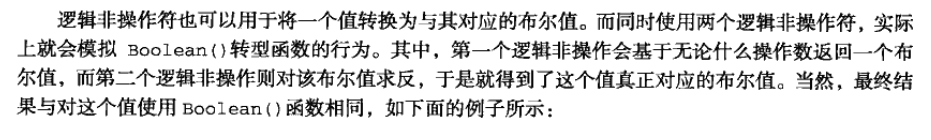 逻辑非操作符也可以用于将一个值转换为与其对应的布尔值。而同时使用两个逻辑非操作符，实际
上就会模拟 Boolean()转型函数的行为。其中，第一个逻辑非操作会基于无论什么操作数返回一个布
尔值，而第二个逻辑非操作则对该布尔值求反，于是就得到了这个值真正对应的布尔值。当然，最终结
果与对这个值使用 Boolean()函数相同，如下面的例子所示：